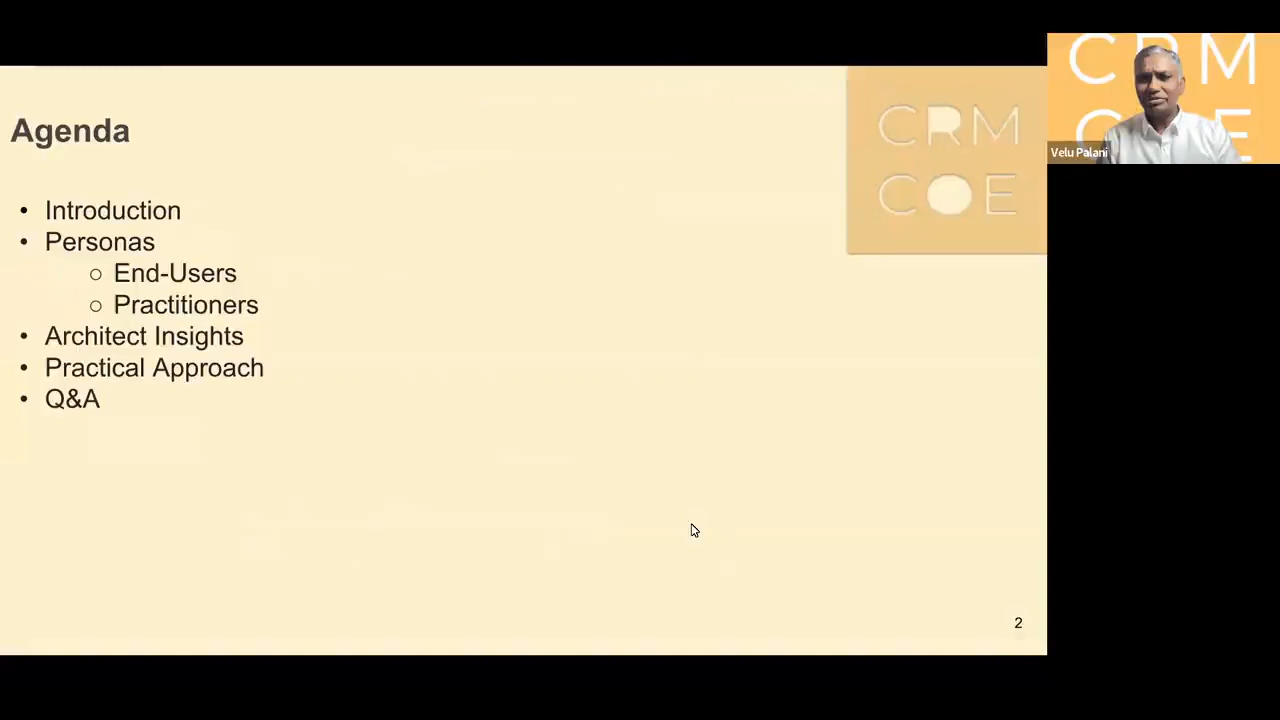 Agenda
• Introduction
• Personas
○ End-Users
○ Practitioners
• Architect Insights
• Practical Approach
• Q&A
CRM
COE
2
CRM
COE
Velu Palani